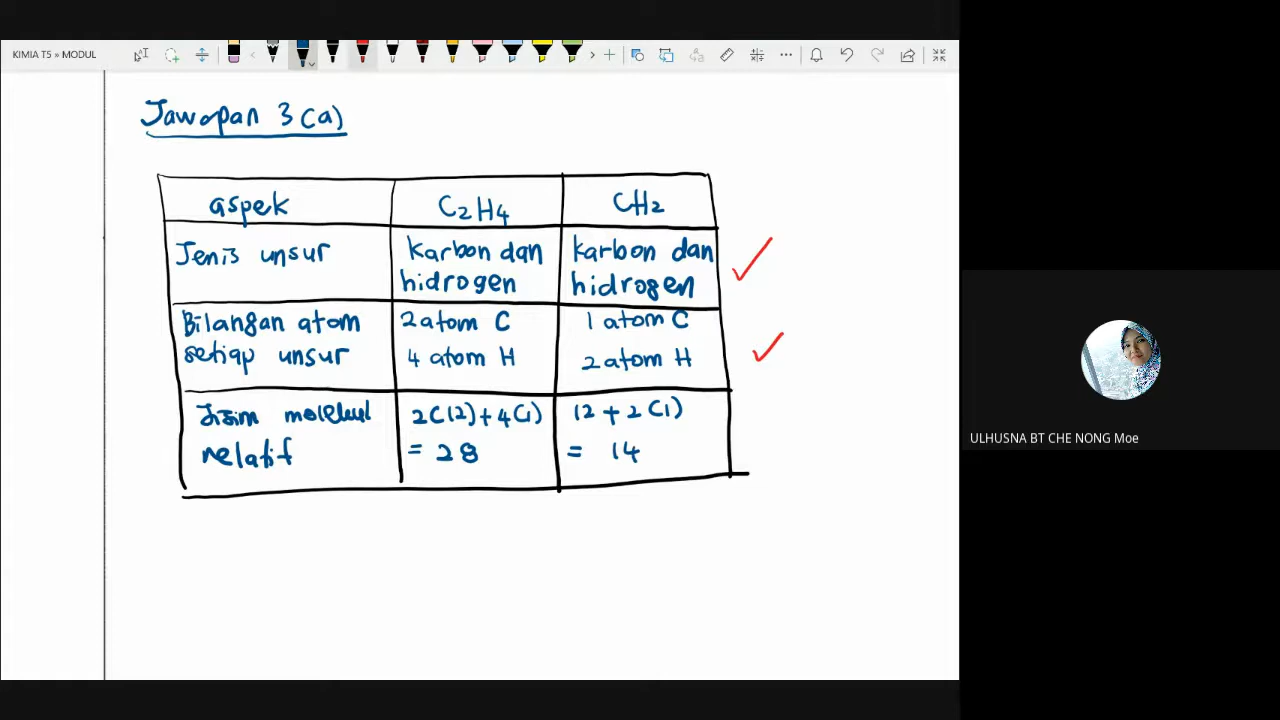 KIMIA T5 » MODUL
Jawapan 3(a)
aspek C₂H₄ CH₂
Jenis unsur Karbon dan hidrogen karbon dan hidrogen
Bilangan atom setiap unsur 2 atom C 4 atom H 1 atom C 2 atom H
Jisim molekul relatif 2(12)+4(1) = 28 12 + 2(1) = 14
ULHUSNA BT CHE NONG Moe